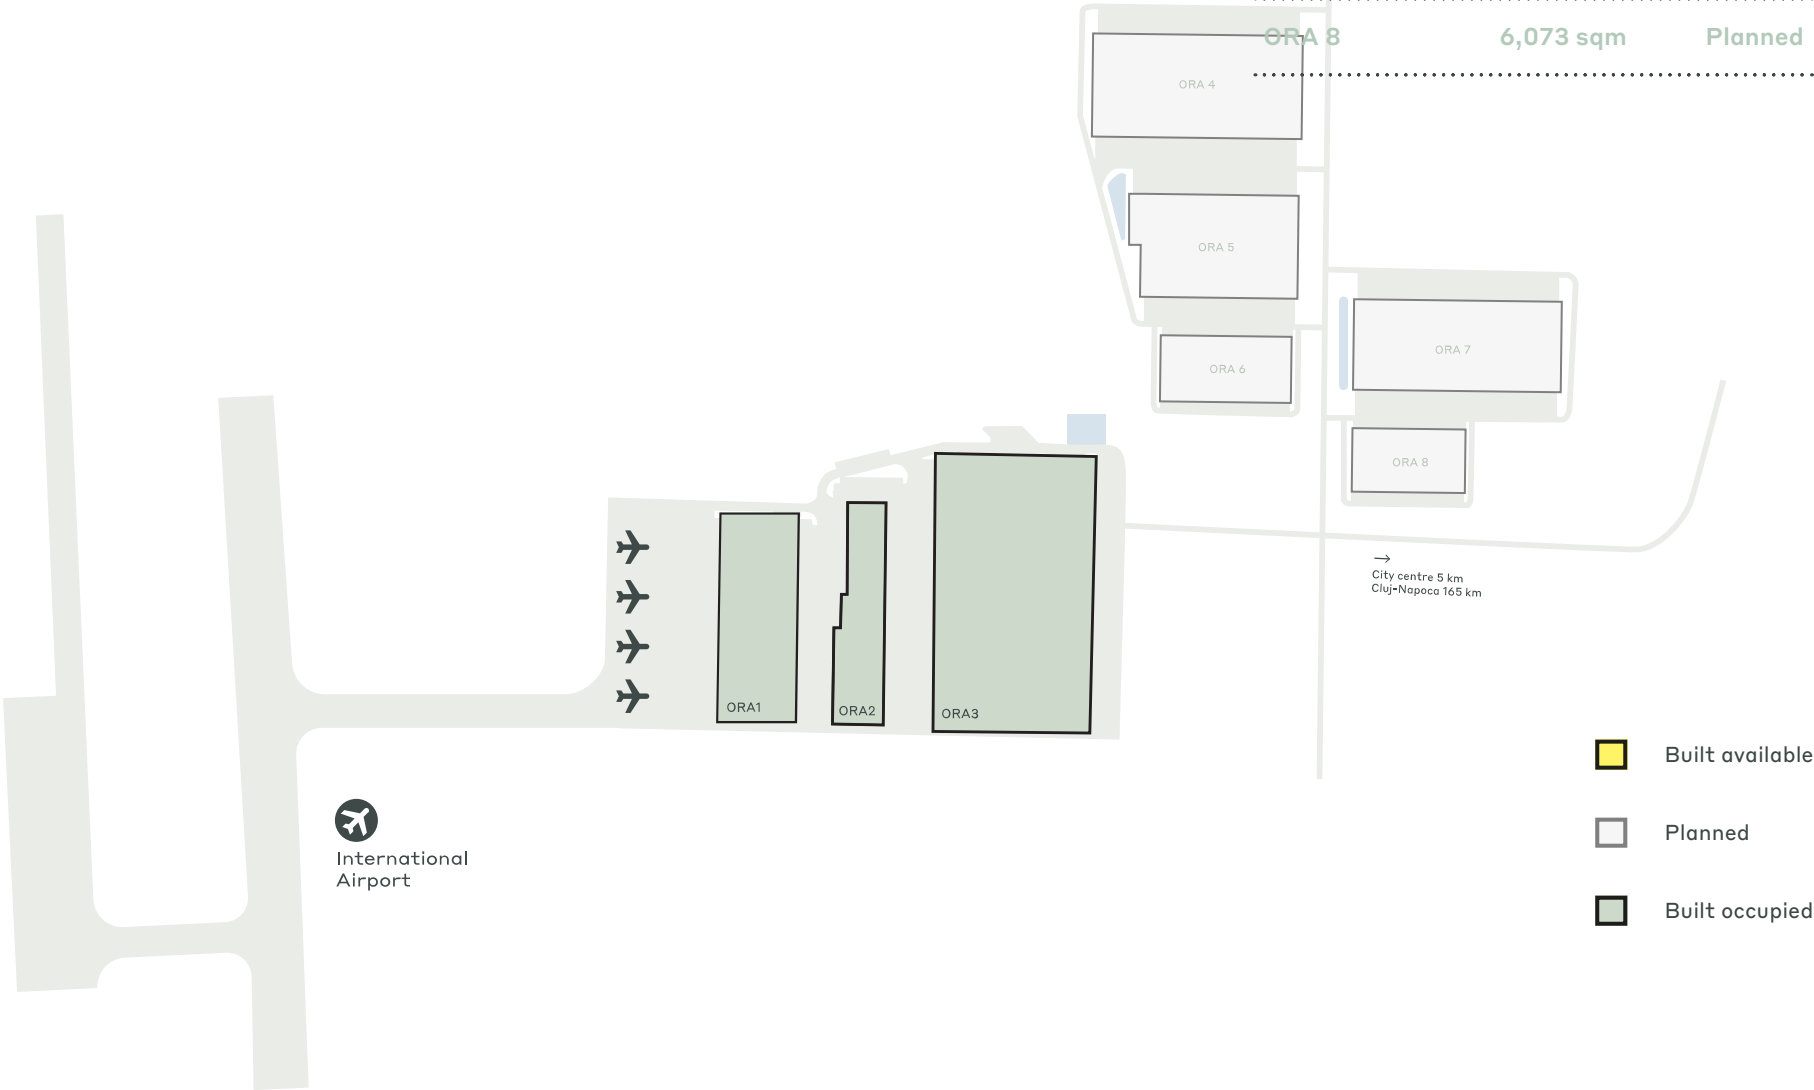 ORA 8 6,073 sqm Planned
ORA 4
ORA 5
ORA 6
ORA 7
ORA 8
City centre 5 km
Cluj-Napoca 165 km
ORA1
ORA2
ORA3
International
Airport
Built available
Planned
Built occupied